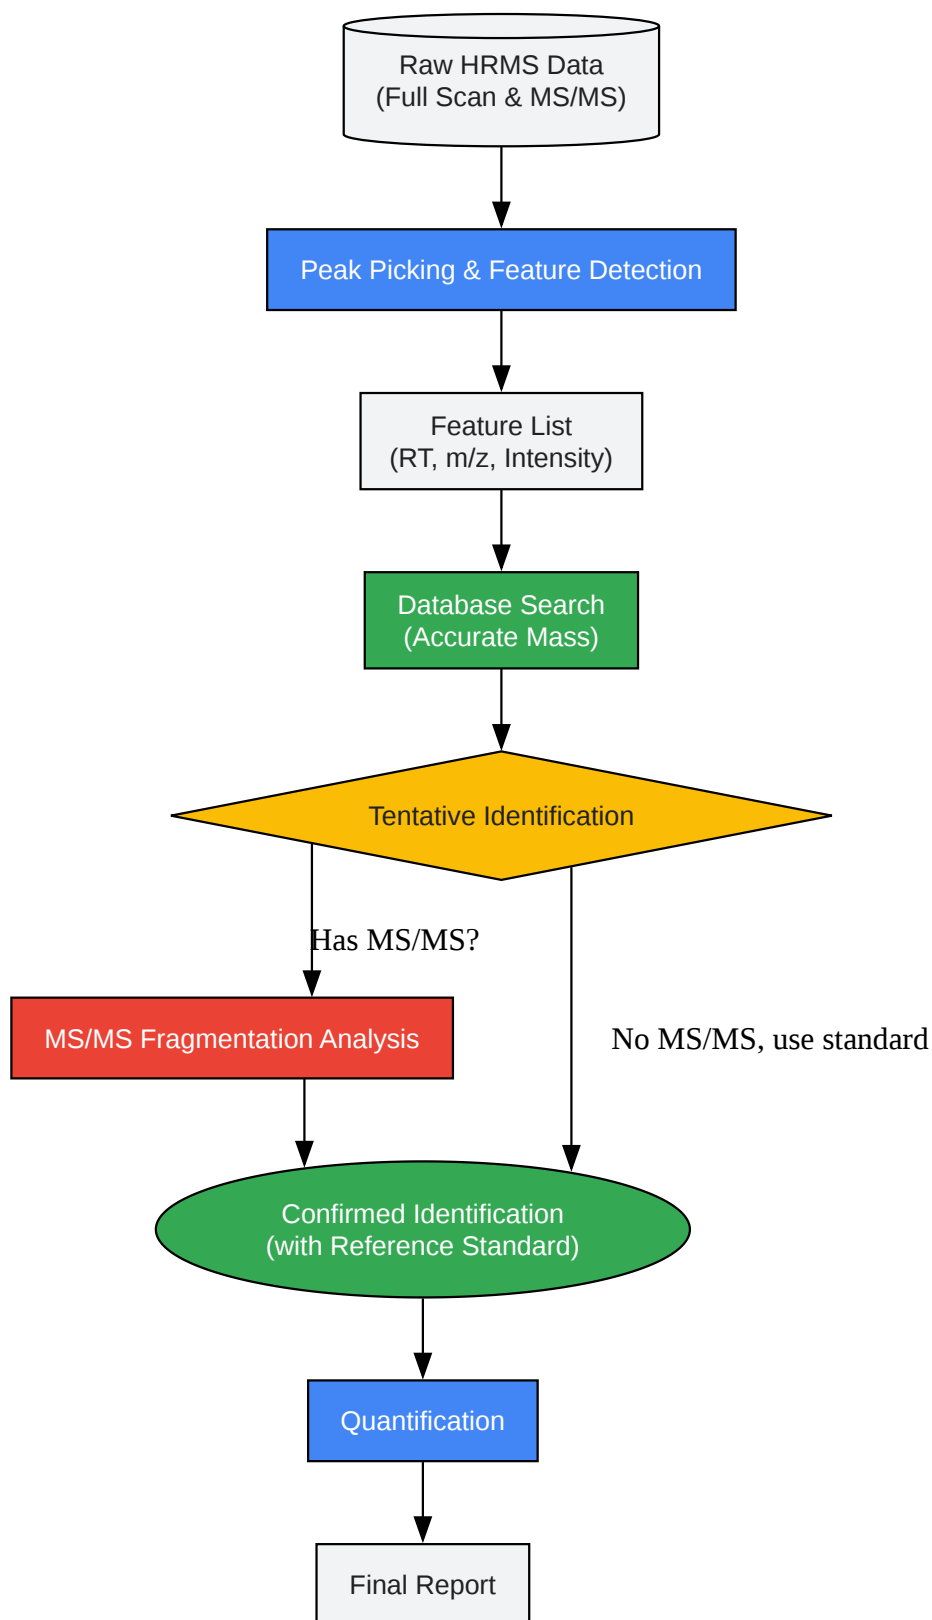 Raw HRMS Data
(Full Scan & MS/MS)
Peak Picking & Feature Detection
Feature List
(RT, m/z, Intensity)
Database Search
(Accurate Mass)
Tentative Identification
Has MS/MS?
MS/MS Fragmentation Analysis
No MS/MS, use standard
Confirmed Identification
(with Reference Standard)
Quantification
Final Report